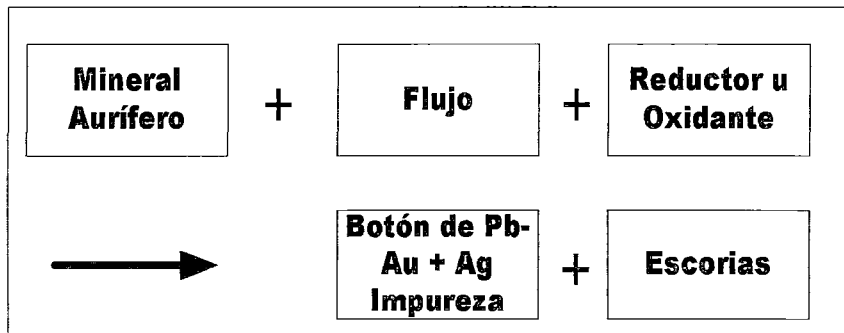 Mineral
Aurífero
+
Flujo
+
Reductor u
Oxidante
Botón de Pb-
Au + Ag
Impureza
+
Escorias